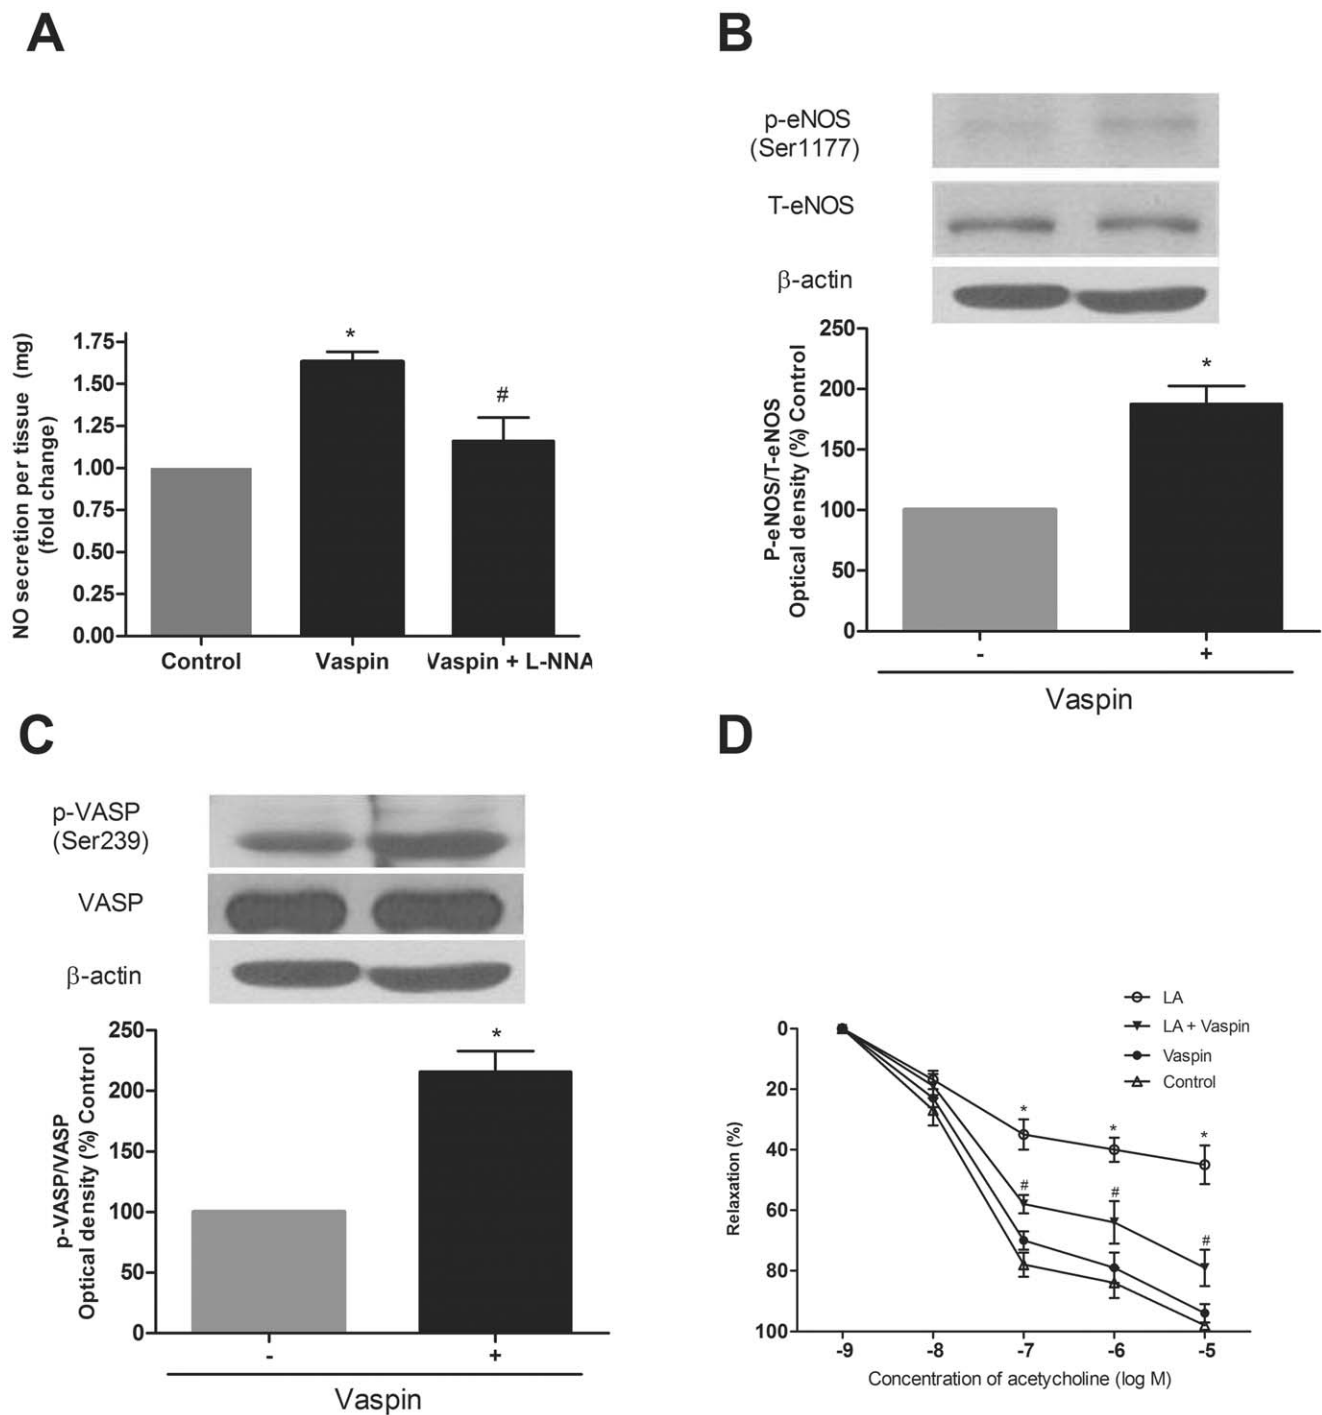 A
NO secretion per tissue (mg)
(fold change)
1.75
1.50
1.25
1.00
0.75
0.50
0.25
0.00
*
#
Control
Vaspin
Vaspin + L-NNA
B
p-eNOS
(Ser1177)
T-eNOS
β-actin
P-eNOS/T-eNOS
Optical density (%) Control
250
200
150
100
50
0
*
-
+
Vaspin
C
p-VASP
(Ser239)
VASP
β-actin
p-VASP/VASP
Optical density (%) Control
250
200
150
100
50
0
*
-
+
Vaspin
D
LA
LA + Vaspin
Vaspin
Control
Relaxation (%)
0
20
40
60
80
100
*
*
*
#
#
#
-9
-8
-7
-6
-5
Concentration of acetycholine (log M)